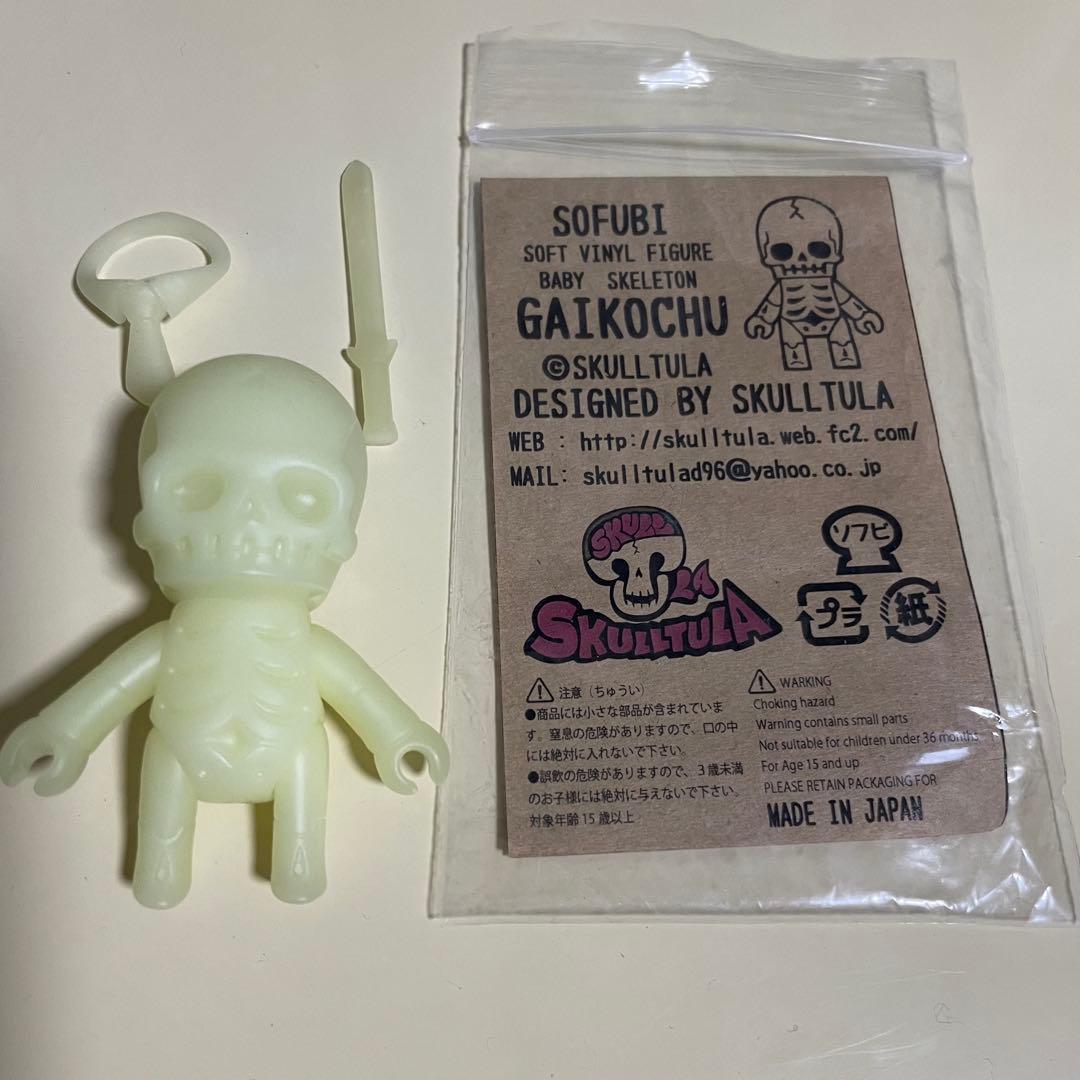 SOFUBI
SOFT VINYL FIGURE
BABY SKELETON
GAIKOCHU
©SKULLTULA
DESIGNED BY SKULLTULA
WEB : http://skulltula.web.fc2.com/
MAIL: skulltulad96@yahoo.co.jp
SKULL
LA
SKULLTULA
ソフビ
プラ
紙
注意（ちゅうい）
●商品には小さな部品が含まれていま
す。窒息の危険がありますので、口の中
には絶対に入れないで下さい。
●誤飲の危険がありますので、３歳未満
のお子様には絶対に与えないで下さい。
対象年齢15歳以上
WARNING
Choking hazard
Warning contains small parts
Not suitable for children under 36 months
For Age 15 and up
PLEASE RETAIN PACKAGING FOR
MADE IN JAPAN